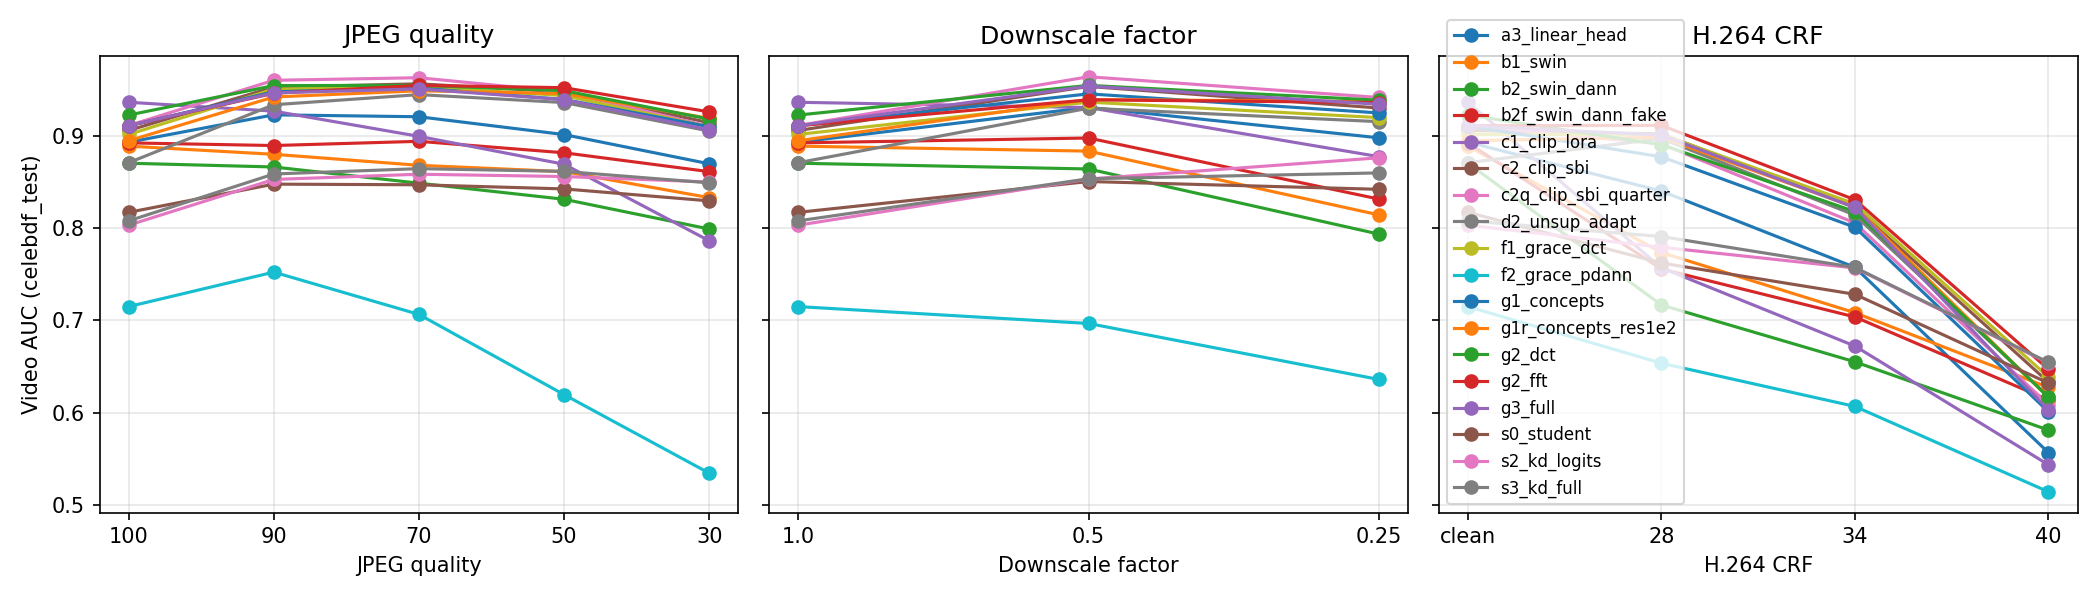 JPEG quality
Downscale factor
H.264 CRF
Video AUC (celebdf_test)
0.9
0.8
0.7
0.6
0.5
100 90 70 50 30
JPEG quality
1.0 0.5 0.25
Downscale factor
a3_linear_head
b1_swin
b2_swin_dann
b2f_swin_dann_fake
c1_clip_lora
c2_clip_sbi
c2q_clip_sbi_quarter
d2_unsup_adapt
f1_grace_dct
f2_grace_pdann
g1_concepts
g1r_concepts_res1e2
g2_dct
g2_fft
g3_full
s0_student
s2_kd_logits
s3_kd_full
clean 28 34 40
H.264 CRF